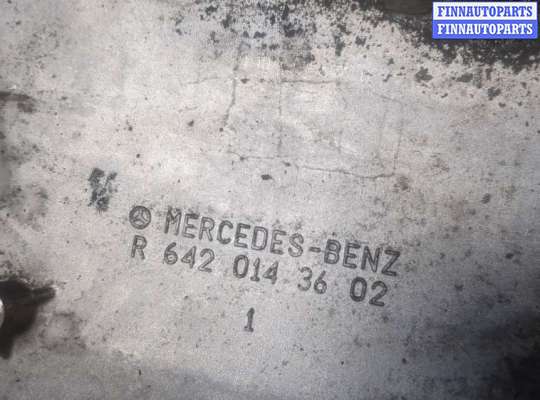 FINNAUTOPARTS
FINNAUTOPARTS
MERCEDES-BENZ
R 642 014 36 02
1